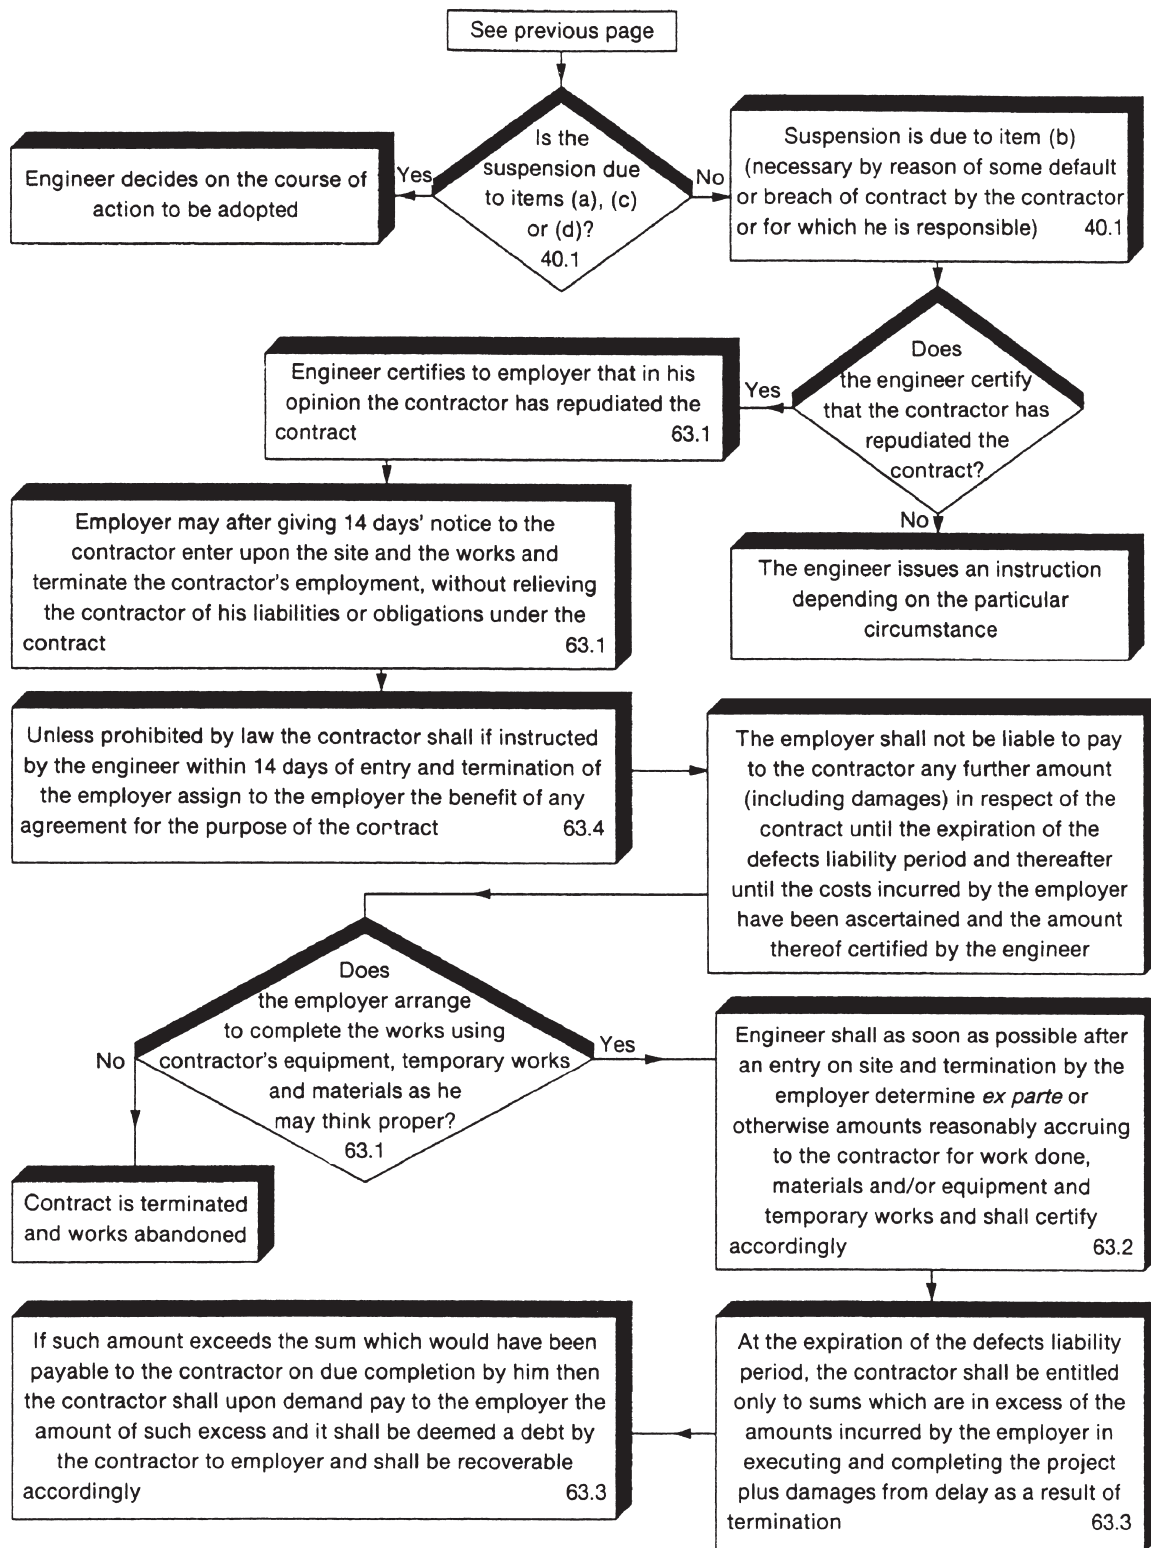 See previous page
Is the
suspension due
to items (a), (c)
or (d)?
40.1
Yes
No
Engineer decides on the course of
action to be adopted
Suspension is due to item (b)
(necessary by reason of some default
or breach of contract by the contractor
or for which he is responsible) 40.1
Does
the engineer certify
that the contractor has
repudiated the
contract?
Yes
No
Engineer certifies to employer that in his
opinion the contractor has repudiated the
contract 63.1
The engineer issues an instruction
depending on the particular
circumstance
Employer may after giving 14 days' notice to the
contractor enter upon the site and the works and
terminate the contractor's employment, without relieving
the contractor of his liabilities or obligations under the
contract 63.1
Unless prohibited by law the contractor shall if instructed
by the engineer within 14 days of entry and termination of
the employer assign to the employer the benefit of any
agreement for the purpose of the contract 63.4
The employer shall not be liable to pay
to the contractor any further amount
(including damages) in respect of the
contract until the expiration of the
defects liability period and thereafter
until the costs incurred by the employer
have been ascertained and the amount
thereof certified by the engineer
Does
the employer arrange
to complete the works using
contractor's equipment, temporary works
and materials as he
may think proper?
63.1
No
Yes
Contract is terminated
and works abandoned
Engineer shall as soon as possible after
an entry on site and termination by the
employer determine ex parte or
otherwise amounts reasonably accruing
to the contractor for work done,
materials and/or equipment and
temporary works and shall certify
accordingly 63.2
At the expiration of the defects liability
period, the contractor shall be entitled
only to sums which are in excess of the
amounts incurred by the employer in
executing and completing the project
plus damages from delay as a result of
termination 63.3
If such amount exceeds the sum which would have been
payable to the contractor on due completion by him then
the contractor shall upon demand pay to the employer the
amount of such excess and it shall be deemed a debt by
the contractor to employer and shall be recoverable
accordingly 63.3